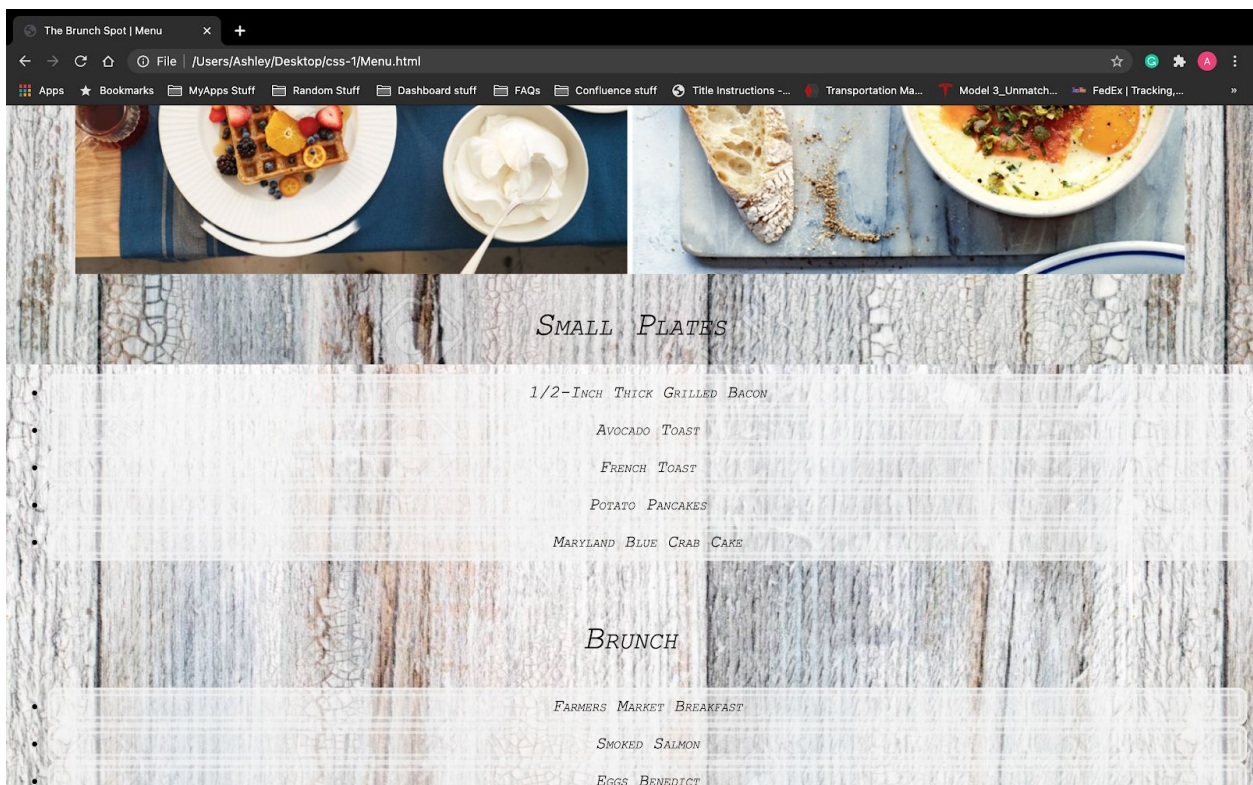 The Brunch Spot | Menu
File | /Users/Ashley/Desktop/css-1/Menu.html
A
Apps Bookmarks MyApps Stuff Random Stuff Dashboard stuff FAQs Confluence stuff Title Instructions -... Transportation Ma... Model 3_Unmatch... FedEx | Tracking,... »
Small Plates
• 1/2-Inch Thick Grilled Bacon
• Avocado Toast
• French Toast
• Potato Pancakes
• Maryland Blue Crab Cake
Brunch
• Farmers Market Breakfast
• Smoked Salmon
• Eggs Benedict